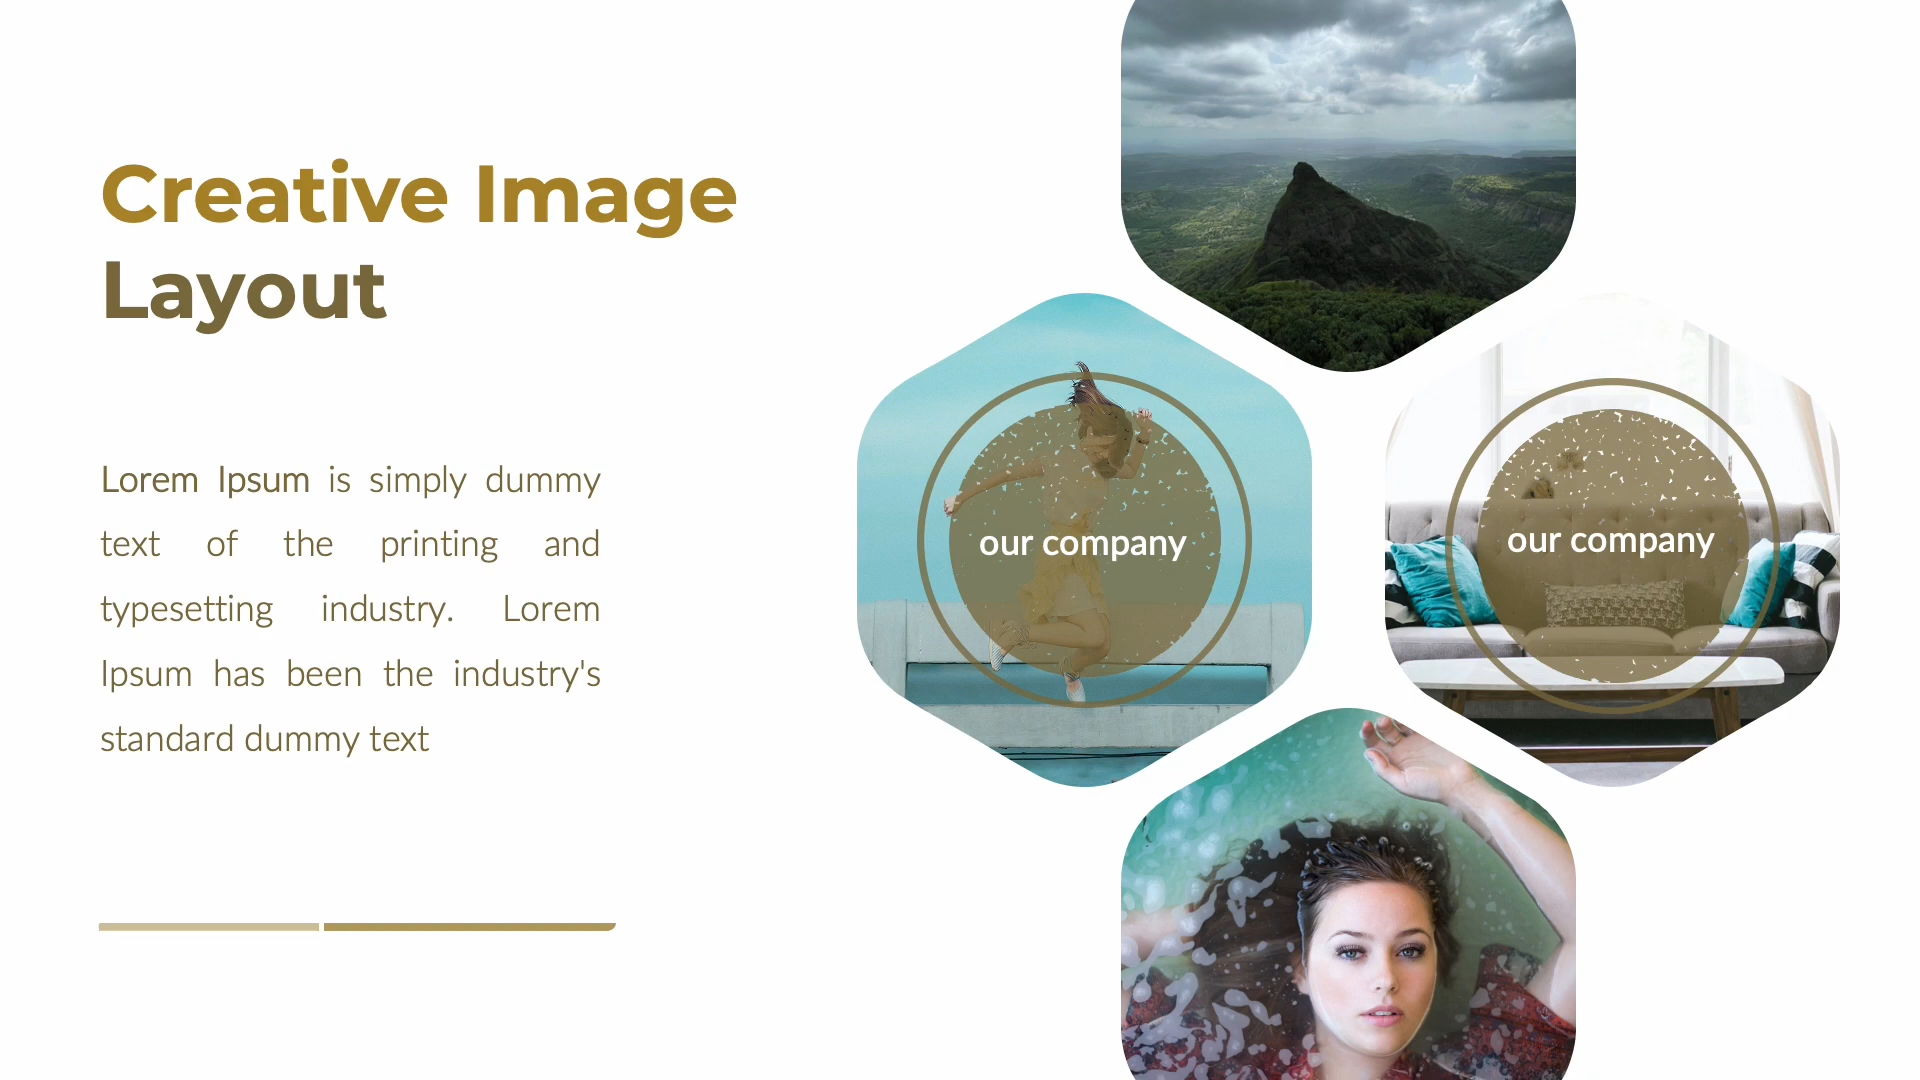 Creative Image
Layout
Lorem Ipsum is simply dummy
text of the printing and
typesetting industry. Lorem
Ipsum has been the industry's
standard dummy text
our company
our company